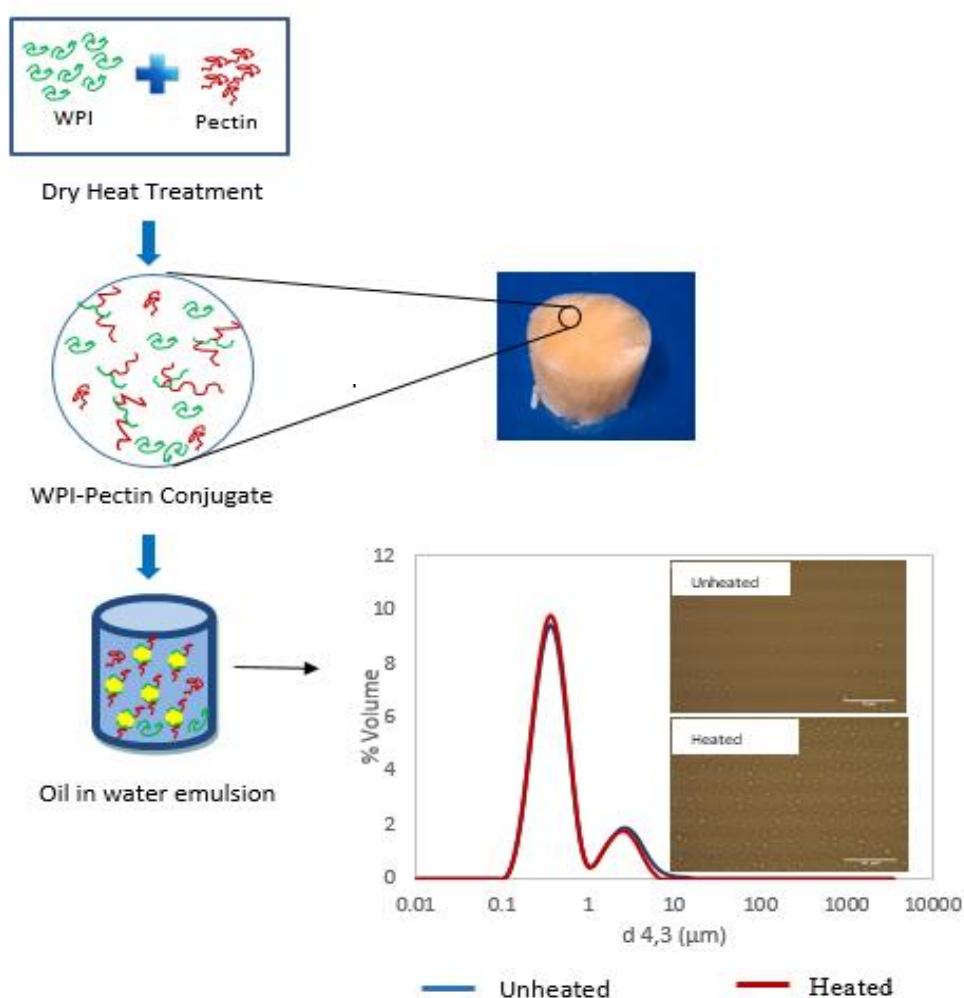 WPI
Pectin
Dry Heat Treatment
WPI-Pectin Conjugate
Oil in water emulsion
12
10
8
6
4
2
0
% Volume
Unheated
Heated
0.01 0.1 1 10 100 1000 10000
d 4,3 (μm)
Unheated Heated